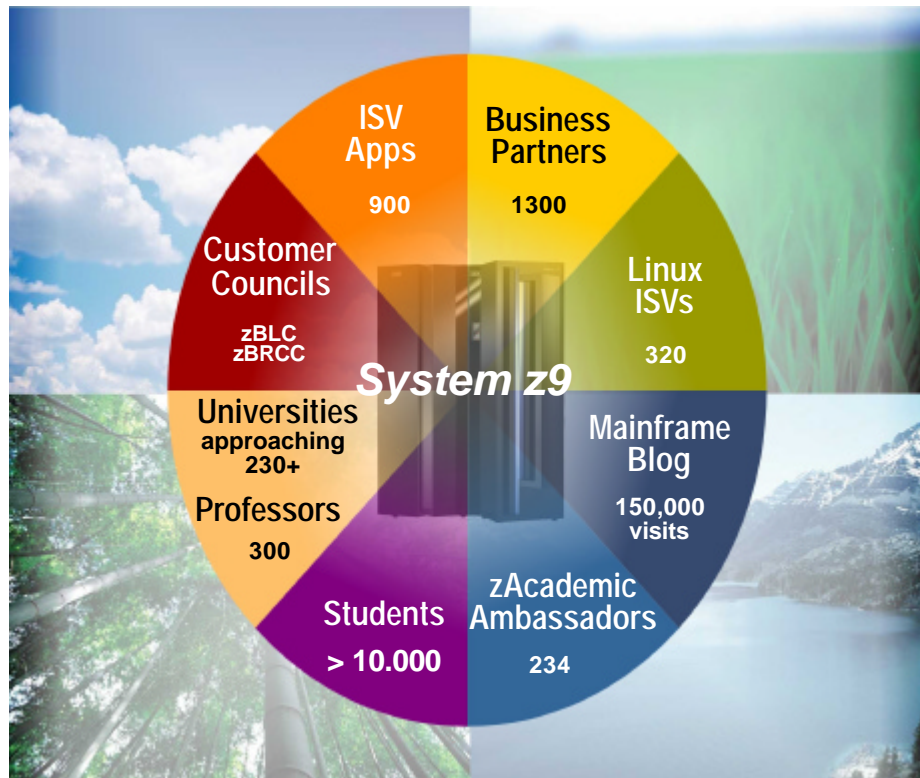 ISV
Apps
900
Business
Partners
1300
Linux
ISVs
320
Mainframe
Blog
150,000
visits
zAcademic
Ambassadors
234
Students
> 10.000
Universities
approaching
230+
Professors
300
Customer
Councils
zBLC
zBRCC
System z9